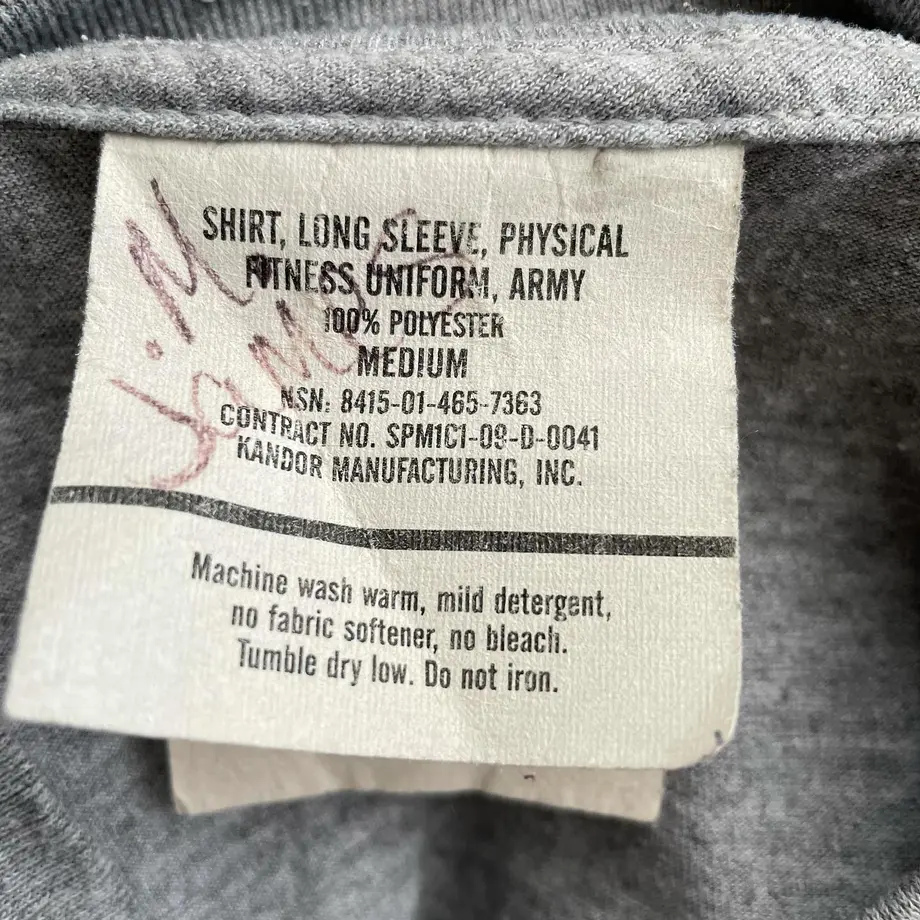 SHIRT, LONG SLEEVE, PHYSICAL
FITNESS UNIFORM, ARMY
100% POLYESTER
MEDIUM
NSN: 8415-01-465-7363
CONTRACT NO. SPM1C1-09-D-0041
KANDOR MANUFACTURING, INC.
Machine wash warm, mild detergent,
no fabric softener, no bleach.
Tumble dry low. Do not iron.